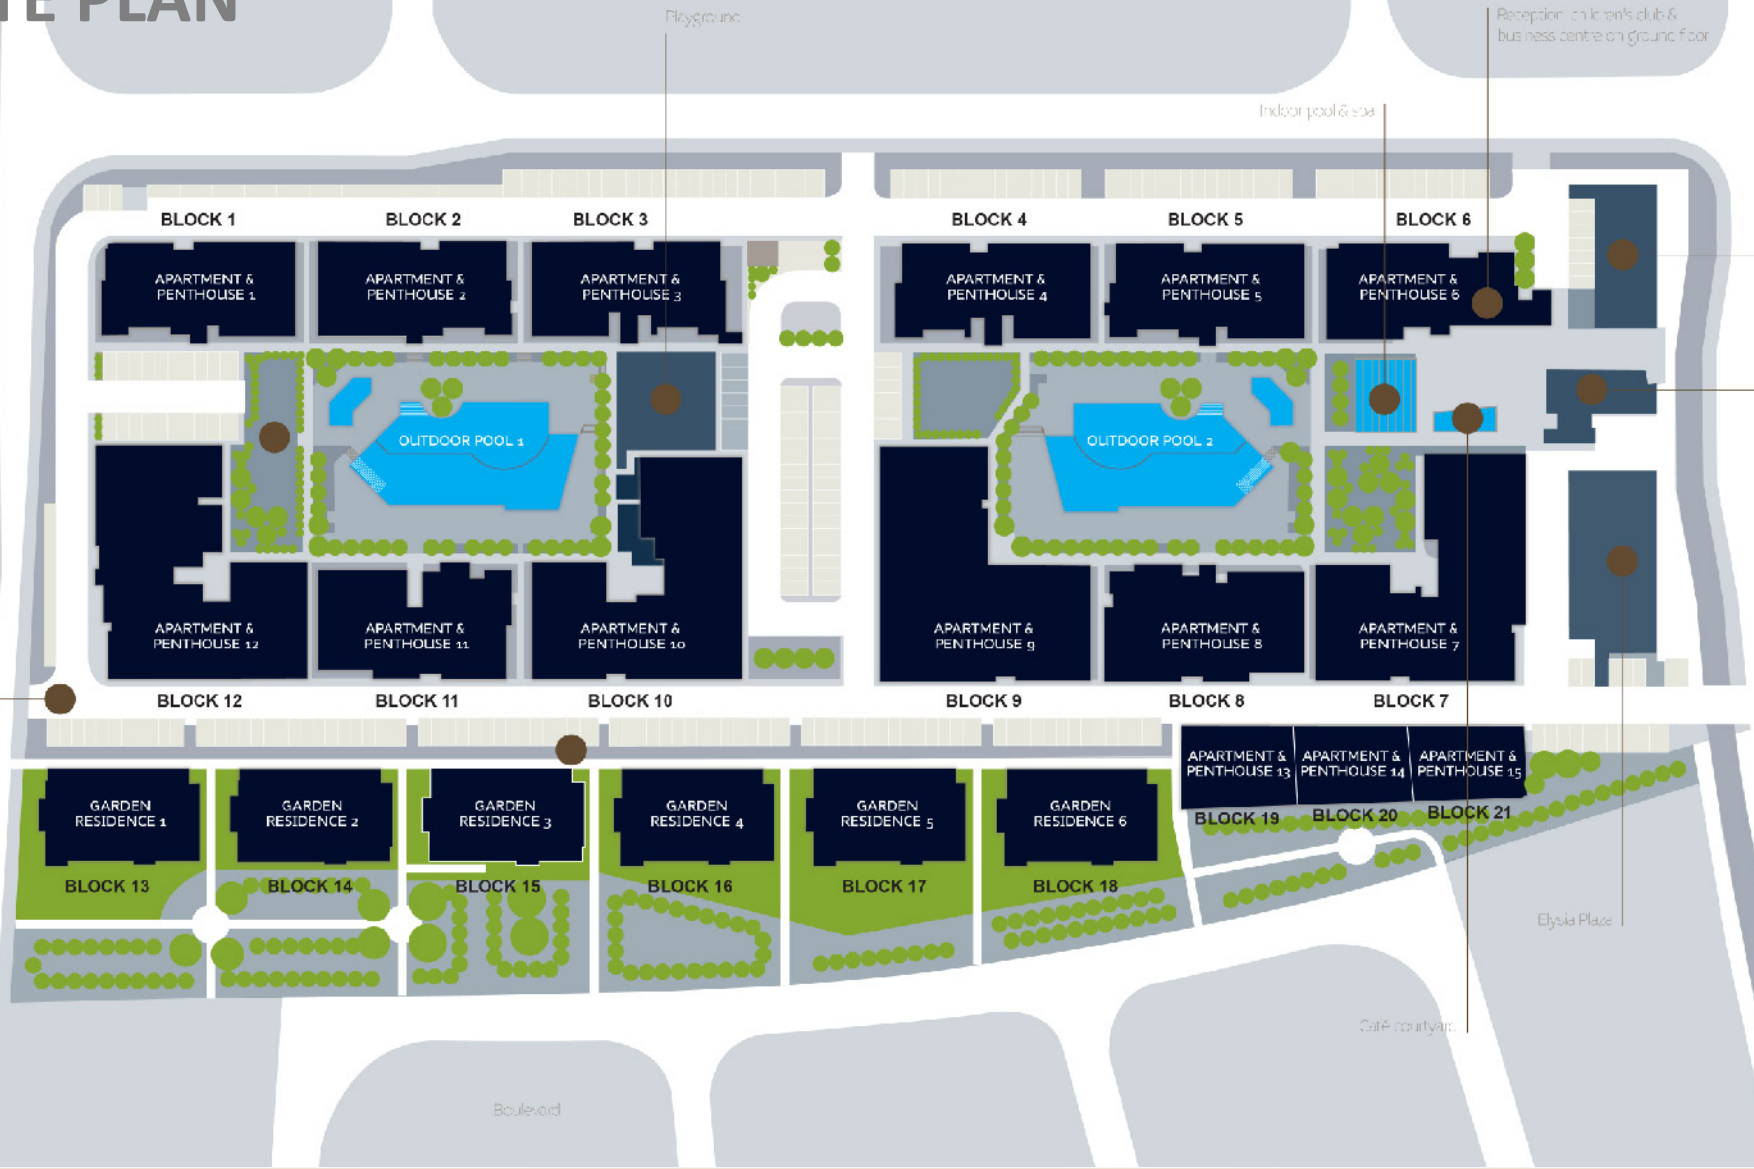 TE PLAN
Playground
Reception, children's club &
business centre on ground floor
Indoor pool & spa
BLOCK 1
BLOCK 2
BLOCK 3
BLOCK 4
BLOCK 5
BLOCK 6
APARTMENT &
PENTHOUSE 1
APARTMENT &
PENTHOUSE 2
APARTMENT &
PENTHOUSE 3
APARTMENT &
PENTHOUSE 4
APARTMENT &
PENTHOUSE 5
APARTMENT &
PENTHOUSE 6
OUTDOOR POOL 1
OUTDOOR POOL 2
APARTMENT &
PENTHOUSE 12
APARTMENT &
PENTHOUSE 11
APARTMENT &
PENTHOUSE 10
APARTMENT &
PENTHOUSE 9
APARTMENT &
PENTHOUSE 8
APARTMENT &
PENTHOUSE 7
BLOCK 12
BLOCK 11
BLOCK 10
BLOCK 9
BLOCK 8
BLOCK 7
APARTMENT &
PENTHOUSE 13
APARTMENT &
PENTHOUSE 14
APARTMENT &
PENTHOUSE 15
GARDEN
RESIDENCE 1
GARDEN
RESIDENCE 2
GARDEN
RESIDENCE 3
GARDEN
RESIDENCE 4
GARDEN
RESIDENCE 5
GARDEN
RESIDENCE 6
BLOCK 19
BLOCK 20
BLOCK 21
BLOCK 13
BLOCK 14
BLOCK 15
BLOCK 16
BLOCK 17
BLOCK 18
Elysia Plaza
Café courtyard
Boulevard